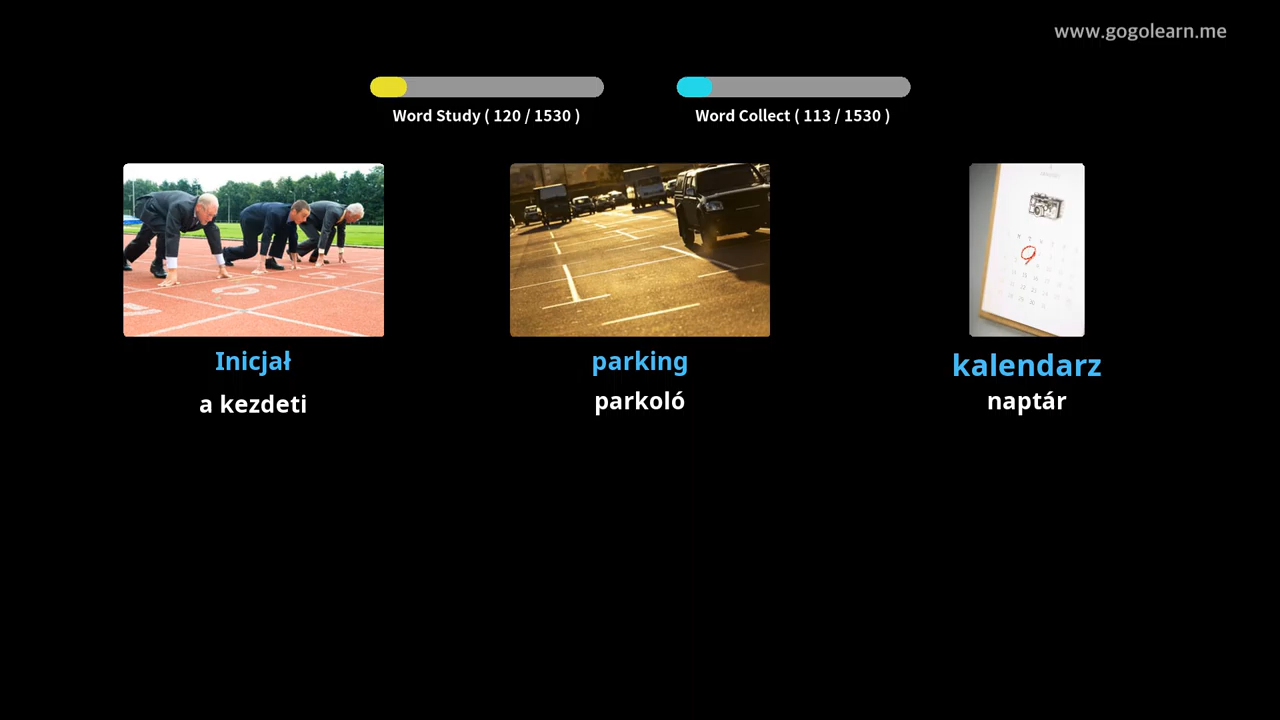 www.gogolearn.me
Word Study ( 120 / 1530 )
Word Collect ( 113 / 1530 )
Inicjał
parking
kalendarz
a kezdeti
parkoló
naptár